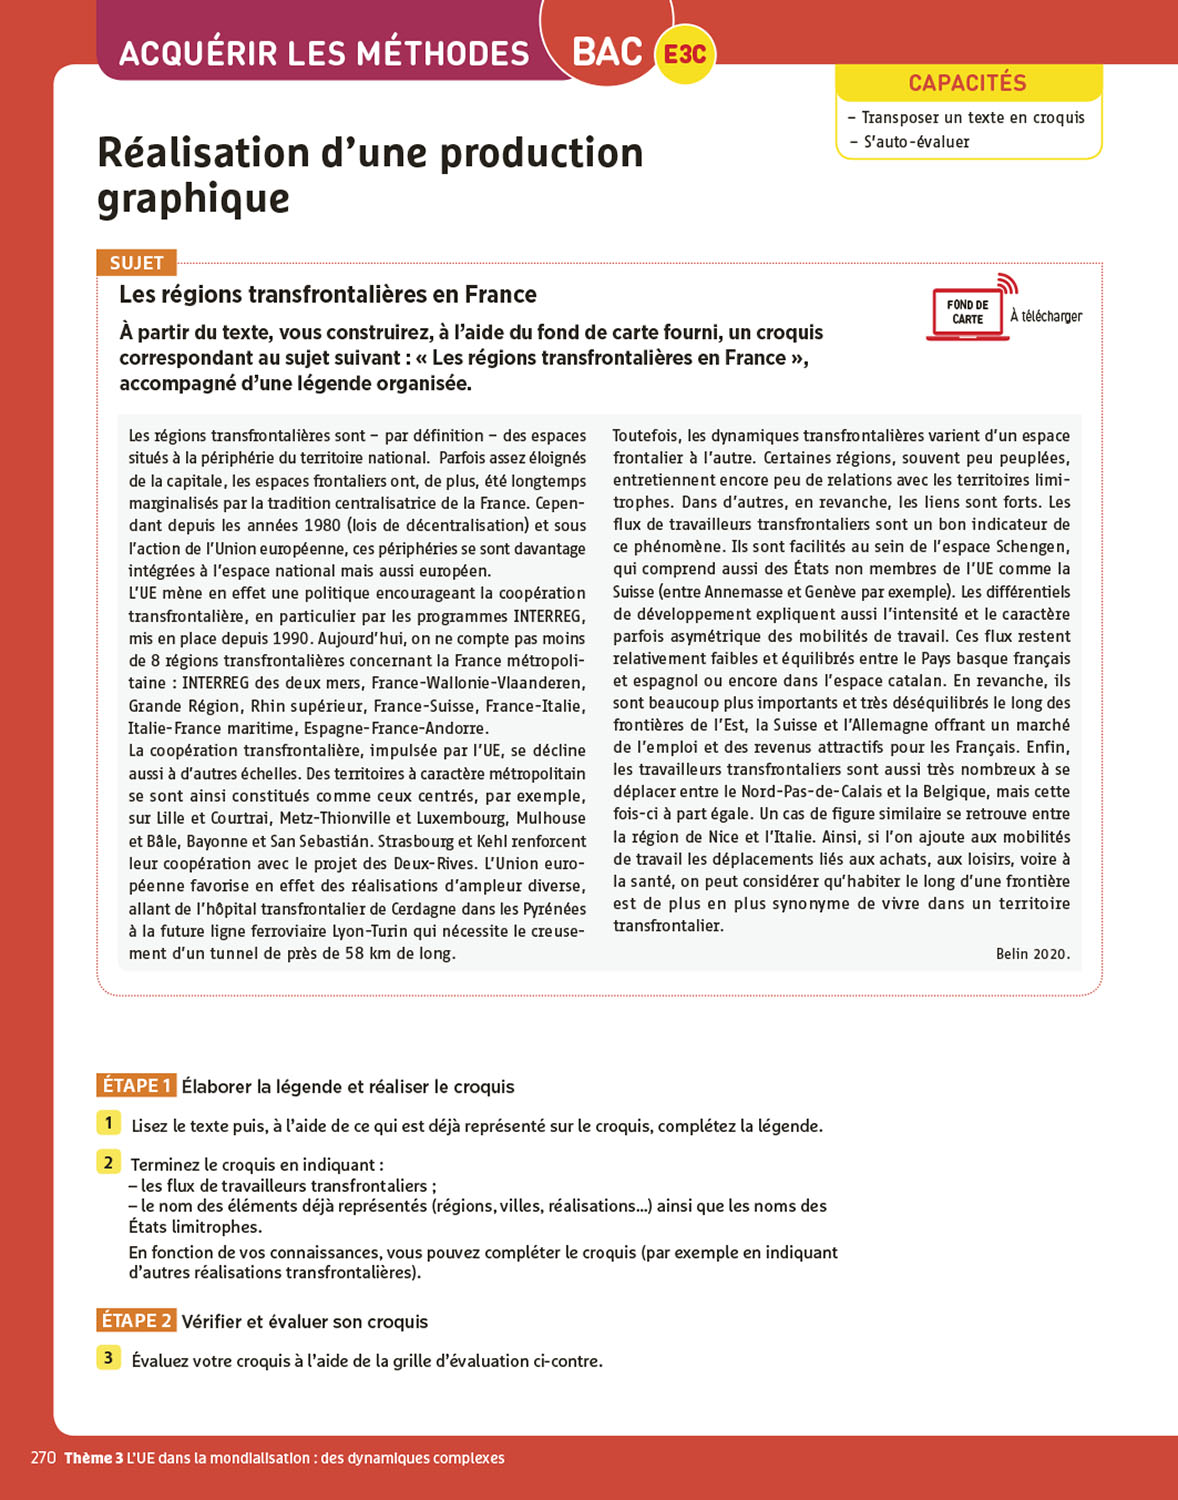 ACQUÉRIR LES MÉTHODES
BAC
E3C
CAPACITÉS
– Transposer un texte en croquis
– S'auto-évaluer
Réalisation d'une production
graphique
SUJET
Les régions transfrontalières en France
À partir du texte, vous construirez, à l'aide du fond de carte fourni, un croquis
correspondant au sujet suivant : « Les régions transfrontalières en France »,
accompagné d'une légende organisée.
FOND DE
CARTE
À télécharger
Les régions transfrontalières sont – par définition – des espaces
situés à la périphérie du territoire national. Parfois assez éloignés
de la capitale, les espaces frontaliers ont, de plus, été longtemps
marginalisés par la tradition centralisatrice de la France. Cepen-
dant depuis les années 1980 (lois de décentralisation) et sous
l'action de l'Union européenne, ces périphéries se sont davantage
intégrées à l'espace national mais aussi européen.
L'UE mène en effet une politique encourageant la coopération
transfrontalière, en particulier par les programmes INTERREG,
mis en place depuis 1990. Aujourd'hui, on ne compte pas moins
de 8 régions transfrontalières concernant la France métropoli-
taine : INTERREG des deux mers, France-Wallonie-Vlaanderen,
Grande Région, Rhin supérieur, France-Suisse, France-Italie,
Italie-France maritime, Espagne-France-Andorre.
La coopération transfrontalière, impulsée par l'UE, se décline
aussi à d'autres échelles. Des territoires à caractère métropolitain
se sont ainsi constitués comme ceux centrés, par exemple,
sur Lille et Courtrai, Metz-Thionville et Luxembourg, Mulhouse
et Bâle, Bayonne et San Sebastián. Strasbourg et Kehl renforcent
leur coopération avec le projet des Deux-Rives. L'Union euro-
péenne favorise en effet des réalisations d'ampleur diverse,
allant de l'hôpital transfrontalier de Cerdagne dans les Pyrénées
à la future ligne ferroviaire Lyon-Turin qui nécessite le creuse-
ment d'un tunnel de près de 58 km de long.
Toutefois, les dynamiques transfrontalières varient d'un espace
frontalier à l'autre. Certaines régions, souvent peu peuplées,
entretiennent encore peu de relations avec les territoires limi-
trophes. Dans d'autres, en revanche, les liens sont forts. Les
flux de travailleurs transfrontaliers sont un bon indicateur de
ce phénomène. Ils sont facilités au sein de l'espace Schengen,
qui comprend aussi des États non membres de l'UE comme la
Suisse (entre Annemasse et Genève par exemple). Les différentiels
de développement expliquent aussi l'intensité et le caractère
parfois asymétrique des mobilités de travail. Ces flux restent
relativement faibles et équilibrés entre le Pays basque français
et espagnol ou encore dans l'espace catalan. En revanche, ils
sont beaucoup plus importants et très déséquilibrés le long des
frontières de l'Est, la Suisse et l'Allemagne offrant un marché
de l'emploi et des revenus attractifs pour les Français. Enfin,
les travailleurs transfrontaliers sont aussi très nombreux à se
déplacer entre le Nord-Pas-de-Calais et la Belgique, mais cette
fois-ci à part égale. Un cas de figure similaire se retrouve entre
la région de Nice et l'Italie. Ainsi, si l'on ajoute aux mobilités
de travail les déplacements liés aux achats, aux loisirs, voire à
la santé, on peut considérer qu'habiter le long d'une frontière
est de plus en plus synonyme de vivre dans un territoire
transfrontalier.
Belin 2020.
ÉTAPE 1 Élaborer la légende et réaliser le croquis
1 Lisez le texte puis, à l'aide de ce qui est déjà représenté sur le croquis, complétez la légende.
2 Terminez le croquis en indiquant :
– les flux de travailleurs transfrontaliers ;
– le nom des éléments déjà représentés (régions, villes, réalisations...) ainsi que les noms des
États limitrophes.
En fonction de vos connaissances, vous pouvez compléter le croquis (par exemple en indiquant
d'autres réalisations transfrontalières).
ÉTAPE 2 Vérifier et évaluer son croquis
3 Évaluez votre croquis à l'aide de la grille d'évaluation ci-contre.
270 Thème 3 L'UE dans la mondialisation : des dynamiques complexes